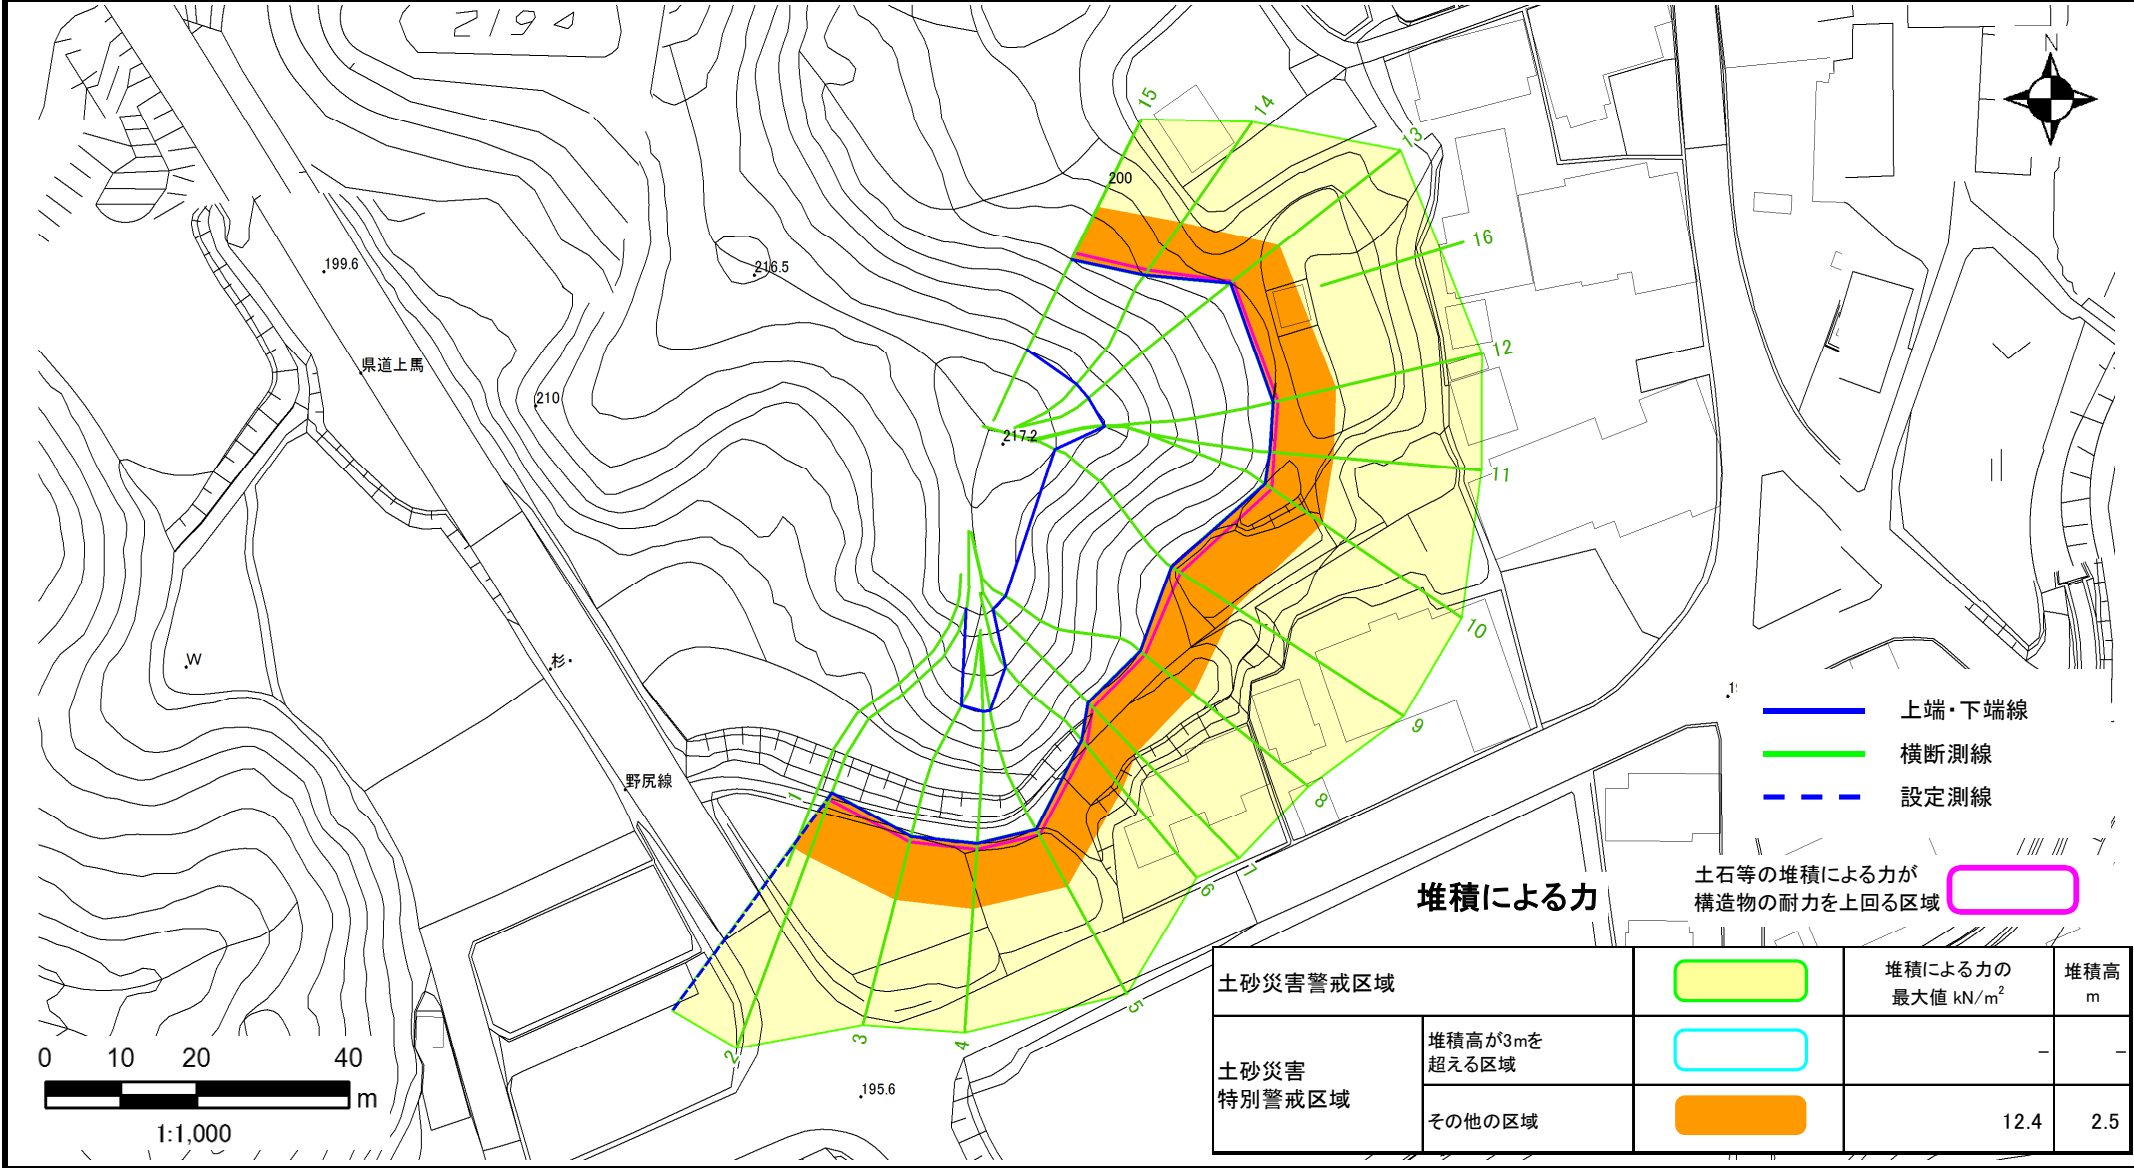 N
15
14
13
200
16
199.6
216.5
県道上馬
12
210
217.2
11
10
W
杉
9
上端・下端線
横断測線
設定測線
野尻線
1
8
7
6
5
4
3
2
堆積による力
土石等の堆積による力が
構造物の耐力を上回る区域
土砂災害警戒区域
堆積による力の
最大値 kN/m²
堆積高
m
土砂災害
特別警戒区域
堆積高が3mを
超える区域
－
－
その他の区域
12.4
2.5
0 10 20 40
m
1:1,000
195.6